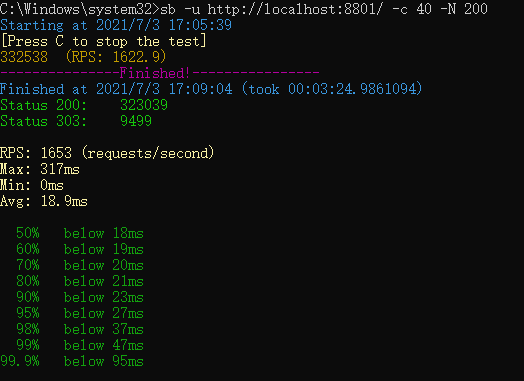 C:\Windows\system32>sb -u http://localhost:8801/ -c 40 -N 200
Starting at 2021/7/3 17:05:39
[Press C to stop the test]
332538  (RPS: 1622.9)
---------------Finished!----------------
Finished at 2021/7/3 17:09:04 (took 00:03:24.9861094)
Status 200:    323039
Status 303:    9499
RPS: 1653 (requests/second)
Max: 317ms
Min: 0ms
Avg: 18.9ms
50%   below 18ms
60%   below 19ms
70%   below 20ms
80%   below 21ms
90%   below 23ms
95%   below 27ms
98%   below 37ms
99%   below 47ms
99.9%   below 95ms